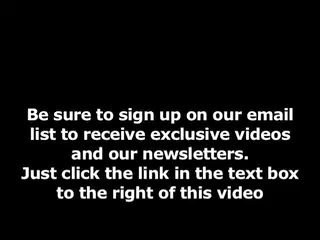 Be sure to sign up on our email
list to receive exclusive videos
and our newsletters.
Just click the link in the text box
to the right of this video